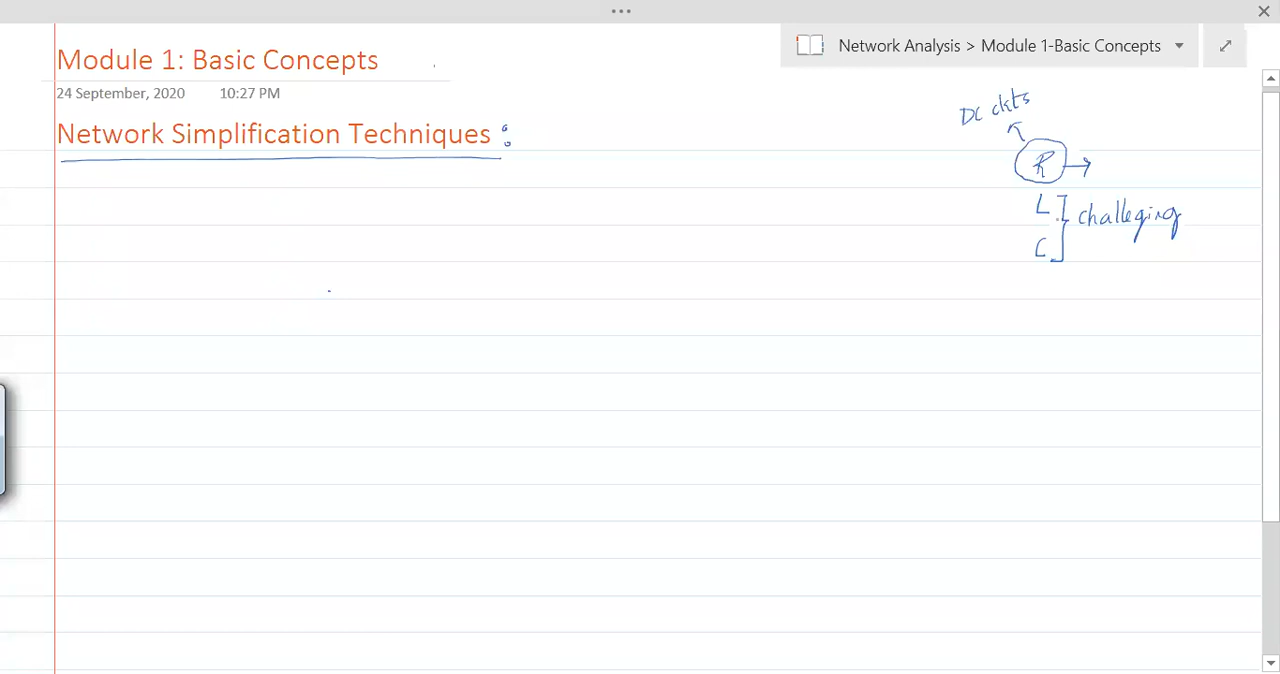 Network Analysis > Module 1-Basic Concepts
Module 1: Basic Concepts
24 September, 2020 10:27 PM
Network Simplification Techniques :
DC ckts
R
L
challeging
C